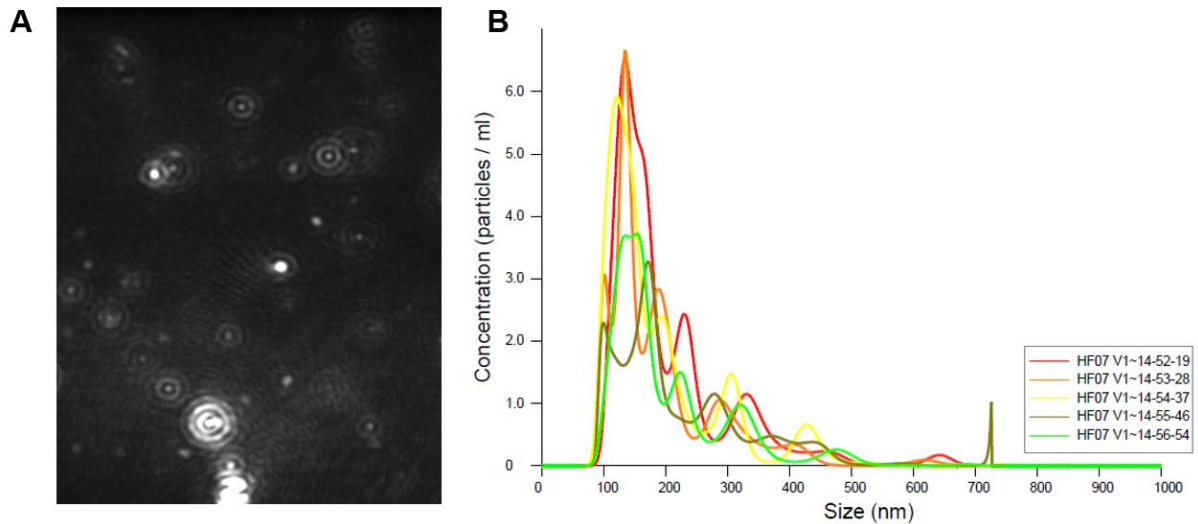 A
B
Concentration (particles / ml)
6.0
5.0
4.0
3.0
2.0
1.0
0
0 100 200 300 400 500 600 700 800 900 1000
Size (nm)
HF07 V1~14-52-19
HF07 V1~14-53-28
HF07 V1~14-54-37
HF07 V1~14-55-46
HF07 V1~14-56-54